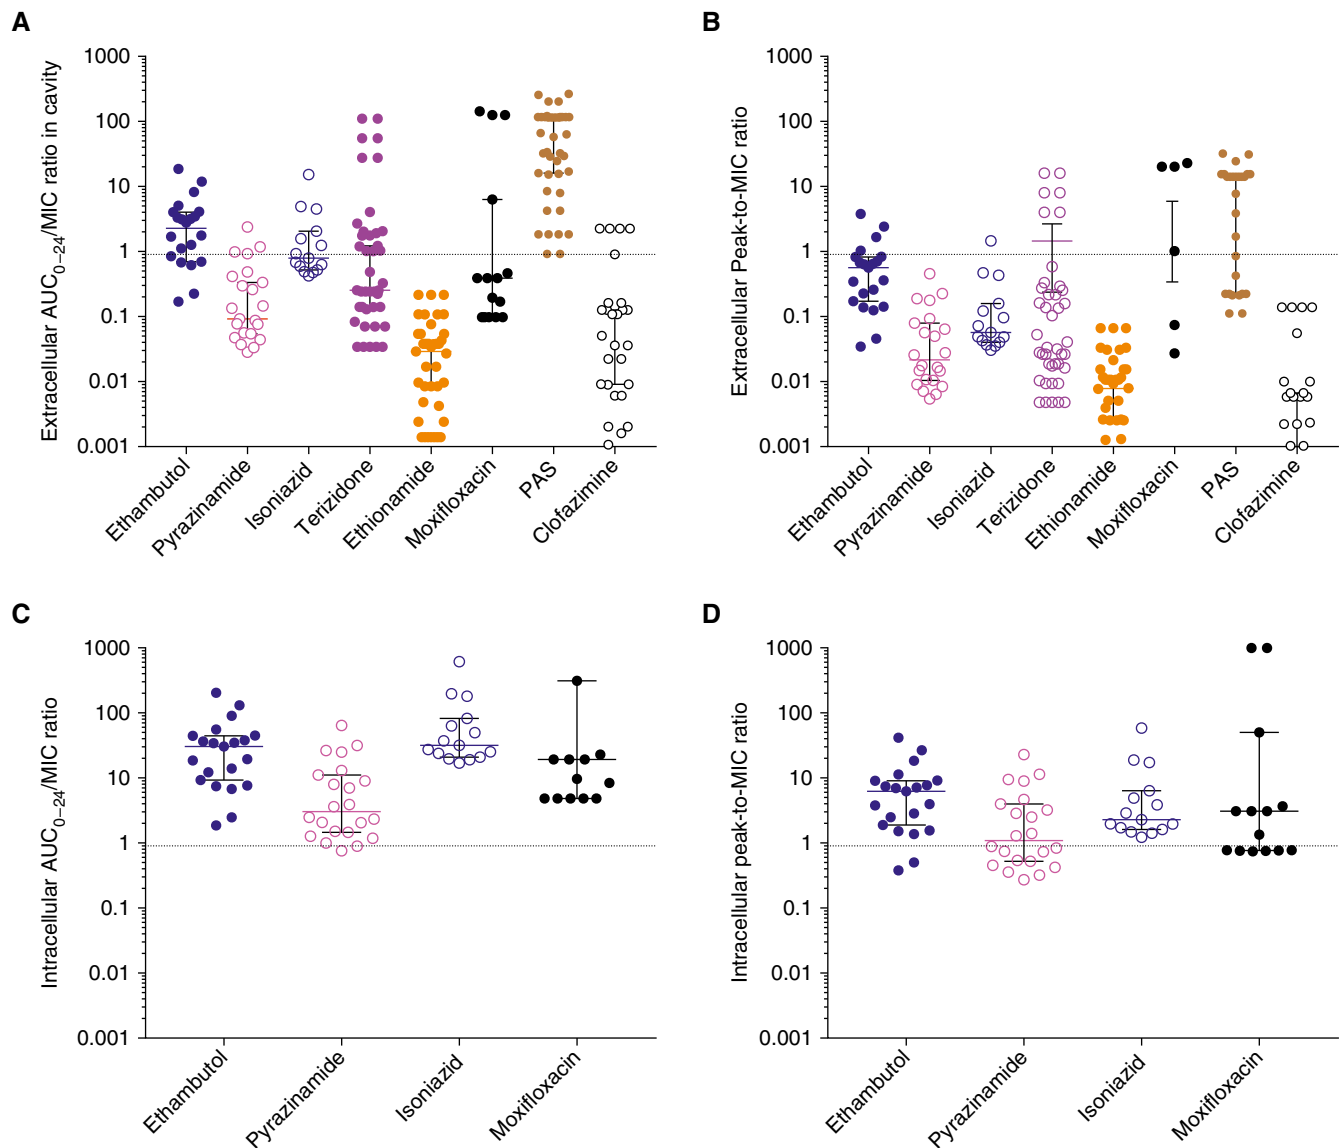 A
Extracellular AUC0–24/MIC ratio in cavity
1000
100
10
1
0.1
0.01
0.001
Ethambutol
Pyrazinamide
Isoniazid
Terizidone
Ethionamide
Moxifloxacin
PAS
Clofazimine
B
Extracellular Peak-to-MIC ratio
1000
100
10
1
0.1
0.01
0.001
Ethambutol
Pyrazinamide
Isoniazid
Terizidone
Ethionamide
Moxifloxacin
PAS
Clofazimine
C
Intracellular AUC0–24/MIC ratio
1000
100
10
1
0.1
0.01
0.001
Ethambutol
Pyrazinamide
Isoniazid
Moxifloxacin
D
Intracellular peak-to-MIC ratio
1000
100
10
1
0.1
0.01
0.001
Ethambutol
Pyrazinamide
Isoniazid
Moxifloxacin